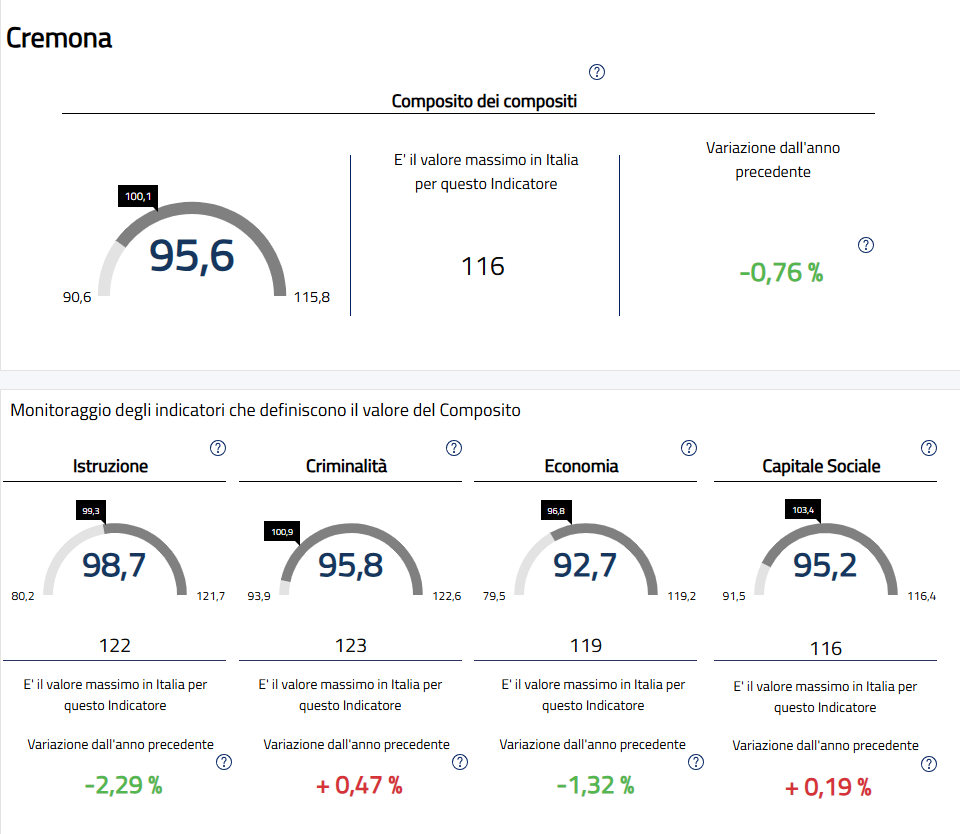 Cremona
?
Composito dei compositi
100,1
95,6
90,6
115,8
E' il valore massimo in Italia
per questo Indicatore
116
Variazione dall'anno
precedente
?
-0,76 %
Monitoraggio degli indicatori che definiscono il valore del Composito
?
Istruzione
99,3
98,7
80,2
121,7
122
E' il valore massimo in Italia per
questo Indicatore
Variazione dall'anno precedente
?
-2,29 %
?
Criminalità
100,9
95,8
93,9
122,6
123
E' il valore massimo in Italia per
questo Indicatore
Variazione dall'anno precedente
?
+ 0,47 %
?
Economia
96,8
92,7
79,5
119,2
119
E' il valore massimo in Italia per
questo Indicatore
Variazione dall'anno precedente
?
-1,32 %
?
Capitale Sociale
103,4
95,2
91,5
116,4
116
E' il valore massimo in Italia per
questo Indicatore
Variazione dall'anno precedente
?
+ 0,19 %